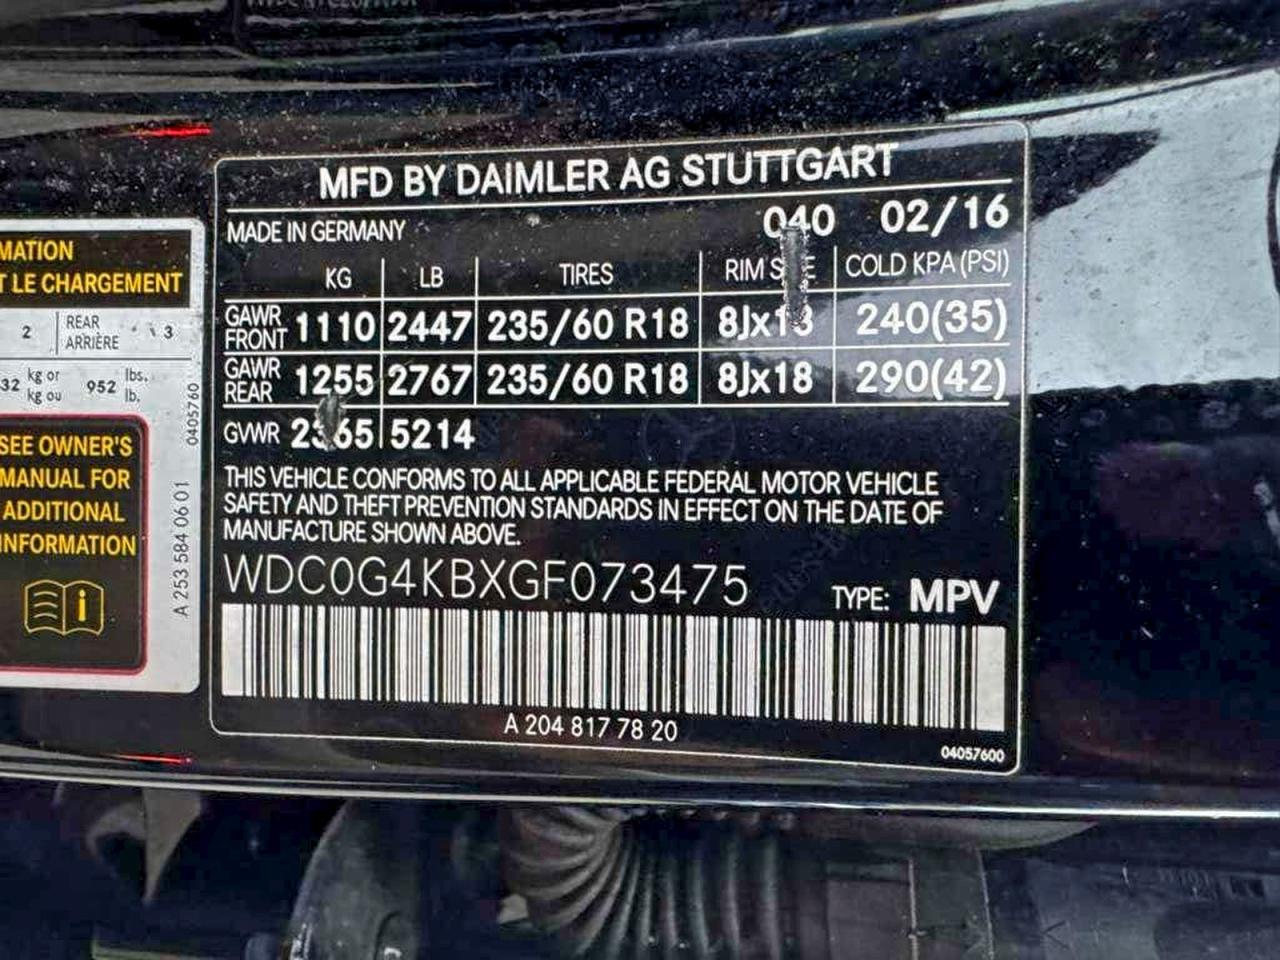 MATION
T LE CHARGEMENT
2 REAR ARRIÈRE 3
32 kg or kg ou 952 lbs. lb.
0405760
SEE OWNER'S
MANUAL FOR
ADDITIONAL
INFORMATION
i
A 253 584 06 01
MFD BY DAIMLER AG STUTTGART
MADE IN GERMANY 040 02/16
KG LB TIRES RIM COLD KPA (PSI)
GAWR FRONT 1110 2447 235/60 R18 8Jx18 240(35)
GAWR REAR 1255 2767 235/60 R18 8Jx18 290(42)
GVWR 2365 5214
THIS VEHICLE CONFORMS TO ALL APPLICABLE FEDERAL MOTOR VEHICLE
SAFETY AND THEFT PREVENTION STANDARDS IN EFFECT ON THE DATE OF
MANUFACTURE SHOWN ABOVE.
WDC0G4KBXGF073475 TYPE: MPV
A 204 817 78 20
04057600